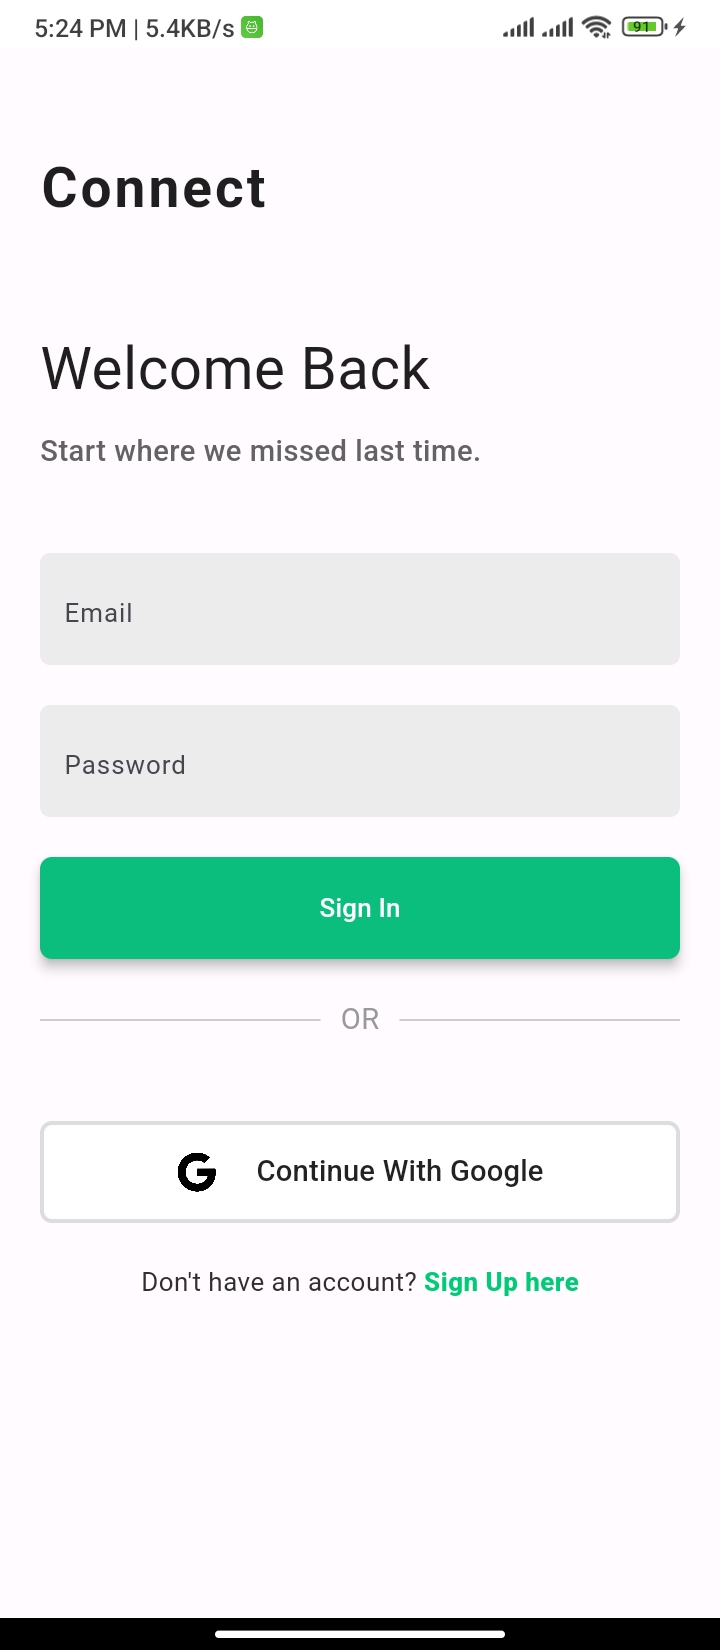 5:24 PM | 5.4KB/s
91
Connect
Welcome Back
Start where we missed last time.
Email
Password
Sign In
OR
G Continue With Google
Don't have an account? Sign Up here